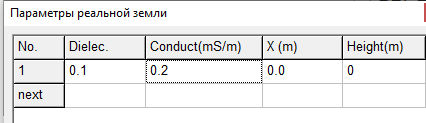 Параметры реальной земли
No. Dielec. Conduct(mS/m) X (m) Height(m)
1 0.1 0.2 0.0 0
next